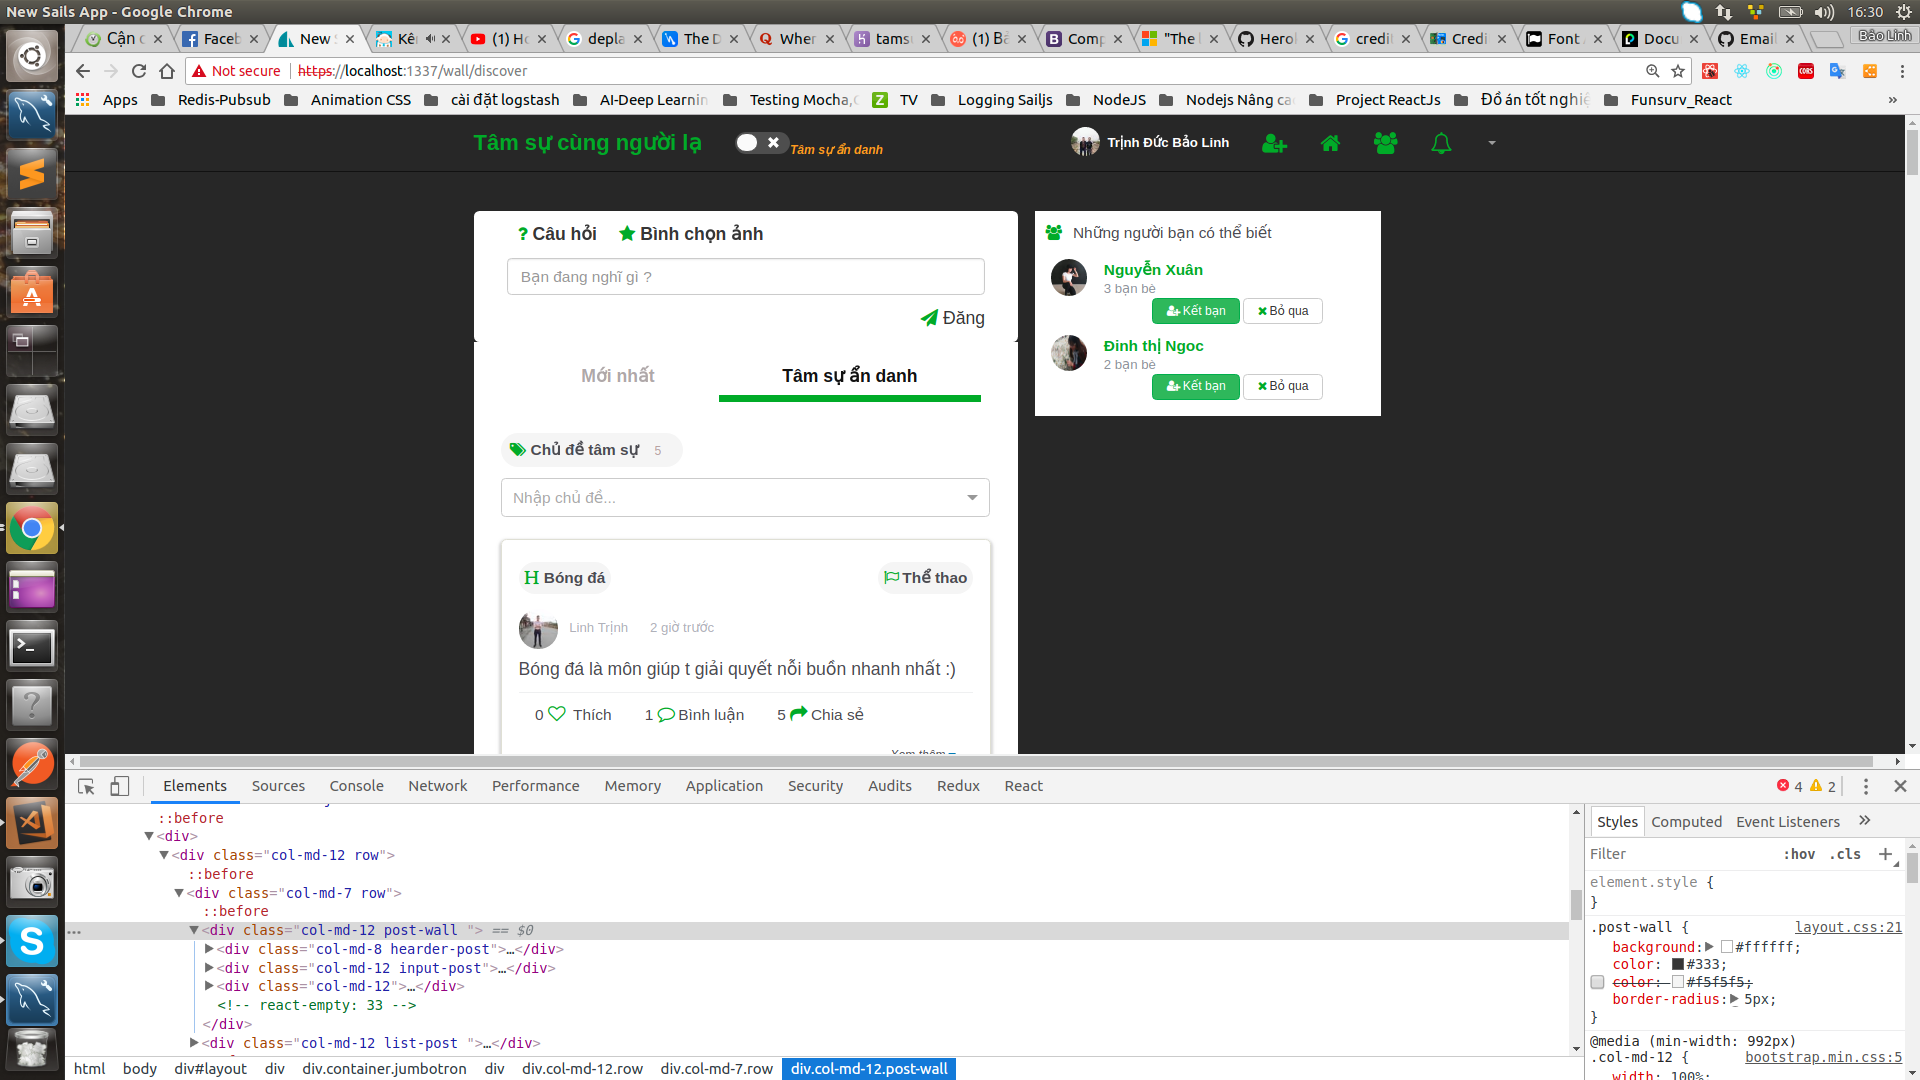 New Sails App - Google Chrome
16:30
Cận c
Faceb
New S
Kên
(1) Ho
depla
The D
Wher
tamsu
(1) B
Comp
"The l
Herol
credit
Credi
Font A
Docu
Email
Bảo Linh
Not secure
https://localhost:1337/wall/discover
Apps
Redis-Pubsub
Animation CSS
cài đặt logstash
AI-Deep Learnin
Testing Mocha,C
TV
Logging Sailjs
NodeJS
Nodejs Nâng ca
Project ReactJs
Đồ án tốt nghiệ
Funsurv_React
»
Tâm sự cùng người lạ
Tâm sự ẩn danh
Trịnh Đức Bảo Linh
? Câu hỏi
Bình chọn ảnh
Bạn đang nghĩ gì ?
Đăng
Mới nhất
Tâm sự ẩn danh
Chủ đề tâm sự 5
Nhập chủ đề...
H Bóng đá
Thể thao
Linh Trịnh 2 giờ trước
Bóng đá là môn giúp t giải quyết nỗi buồn nhanh nhất :)
0 Thích
1 Bình luận
5 Chia sẻ
Xem thêm
Những người bạn có thể biết
Nguyễn Xuân
3 bạn bè
Kết bạn
Bỏ qua
Đinh thị Ngoc
2 bạn bè
Kết bạn
Bỏ qua
Elements
Sources
Console
Network
Performance
Memory
Application
Security
Audits
Redux
React
4
2
::before
<div>
<div class="col-md-12 row">
::before
<div class="col-md-7 row">
::before
<div class="col-md-12 post-wall "> == $0
<div class="col-md-8 hearder-post">…</div>
<div class="col-md-12 input-post">…</div>
<div class="col-md-12">…</div>
<!-- react-empty: 33 -->
</div>
<div class="col-md-12 list-post ">…</div>
html
body
div#layout
div
div.container.jumbotron
div
div.col-md-12.row
div.col-md-7.row
div.col-md-12.post-wall
Styles
Computed
Event Listeners
»
Filter
:hov
.cls
+
element.style {
}
.post-wall {
layout.css:21
background: #ffffff;
color: #333;
color: #f5f5f5;
border-radius: 5px;
}
@media (min-width: 992px)
.col-md-12 {
bootstrap.min.css:5
width: 100%;